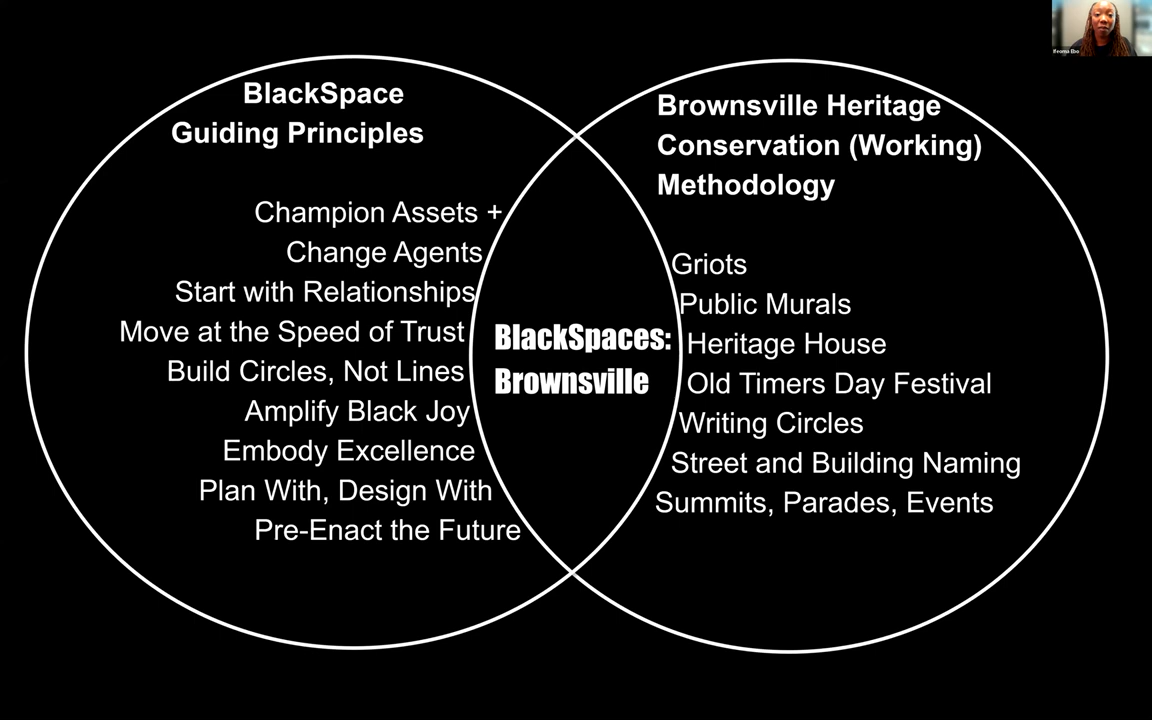 BlackSpace
Guiding Principles
Champion Assets +
Change Agents
Start with Relationships
Move at the Speed of Trust
Build Circles, Not Lines
Amplify Black Joy
Embody Excellence
Plan With, Design With
Pre-Enact the Future
BlackSpaces:
Brownsville
Brownsville Heritage
Conservation (Working)
Methodology
Griots
Public Murals
Heritage House
Old Timers Day Festival
Writing Circles
Street and Building Naming
Summits, Parades, Events
Ifeoma Ebo